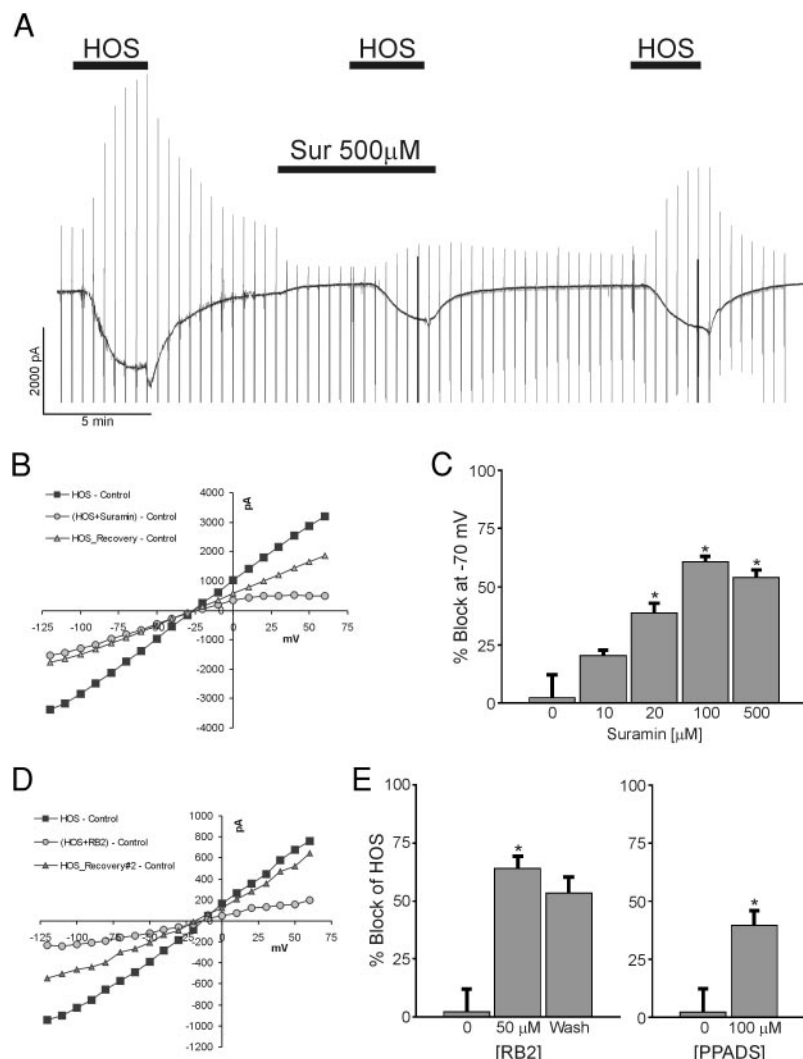 A
HOS HOS HOS
Sur 500μM
2000 pA
5 min
B
HOS - Control
(HOS+Suramin) - Control
HOS_Recovery - Control
pA
4000
3000
2000
1000
0
-1000
-2000
-3000
-4000
-125 -100 -75 -50 -25 0 25 50 75
mV
C
% Block at -70 mV
100
75
50
25
0
* * *
0 10 20 100 500
Suramin [μM]
D
HOS - Control
(HOS+RB2) - Control
HOS_Recovery#2 - Control
pA
1000
800
600
400
200
0
-200
-400
-600
-800
-1000
-1200
-125 -100 -75 -50 -25 0 25 50 75
mV
E
% Block of HOS
100
75
50
25
0
*
0 50 μM Wash
[RB2]
100
75
50
25
0
*
0 100 μM
[PPADS]